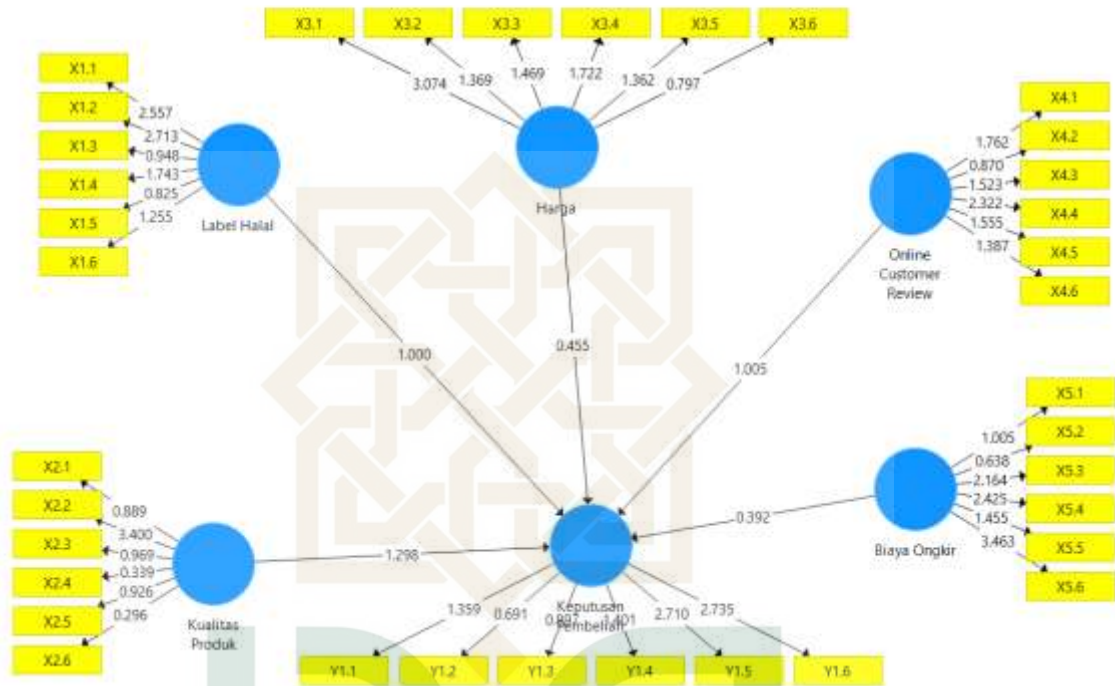 X3.1
X3.2
X3.3
X3.4
X3.5
X3.6
3.074
1.369
1.469
1.722
1.362
0.797
Harga
X1.1
X1.2
X1.3
X1.4
X1.5
X1.6
2.557
2.713
0.948
1.743
0.825
1.255
Label Halal
X4.1
X4.2
X4.3
X4.4
X4.5
X4.6
1.762
0.870
1.523
2.322
1.555
1.387
Online
Customer
Review
1.000
0.455
1.005
X2.1
X2.2
X2.3
X2.4
X2.5
X2.6
0.889
3.400
0.969
0.339
0.926
0.296
Kualitas
Produk
1.298
0.392
X5.1
X5.2
X5.3
X5.4
X5.5
X5.6
1.005
0.638
2.164
2.425
1.455
3.463
Biaya Ongkir
Keputusan
Pembelian
1.359
0.691
1.401
2.710
2.735
Y1.1
Y1.2
Y1.3
Y1.4
Y1.5
Y1.6